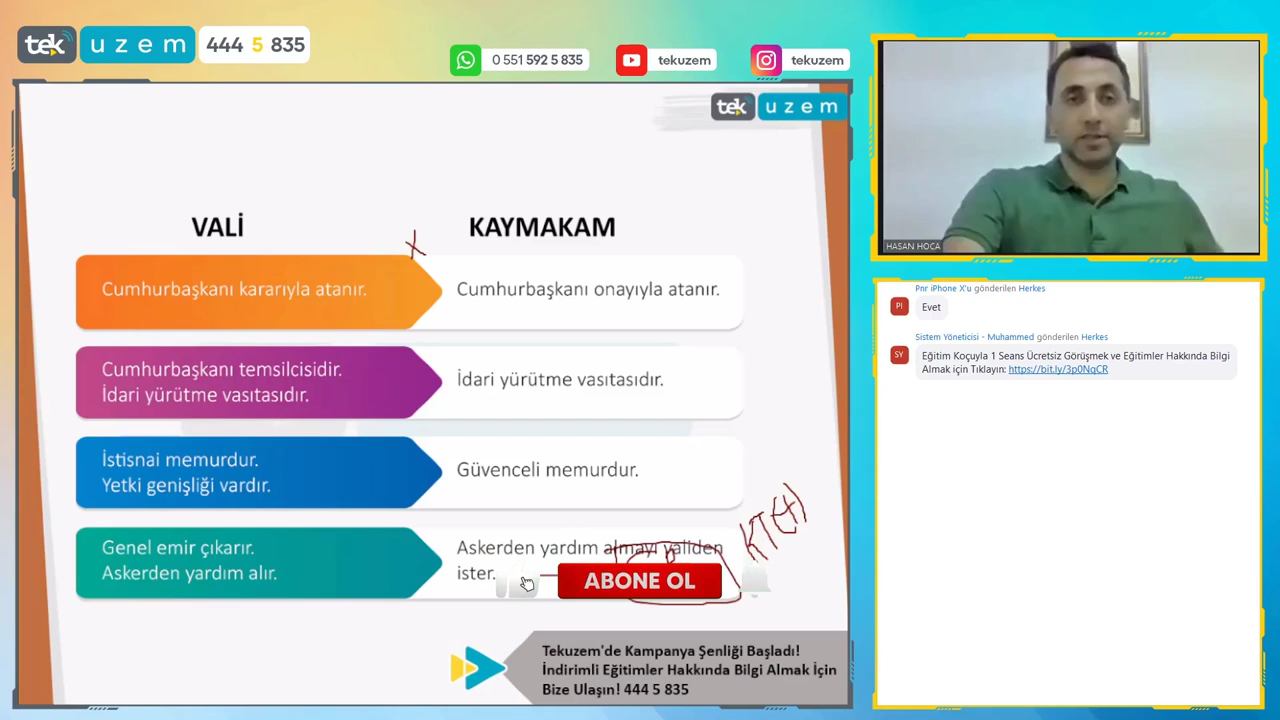 tek uzem 444 5 835
0 551 592 5 835
tekuzem
tekuzem
tek uzem
VALİ
KAYMAKAM
X
Cumhurbaşkanı kararıyla atanır.
Cumhurbaşkanı onayıyla atanır.
Cumhurbaşkanı temsilcisidir.
İdari yürütme vasıtasıdır.
İdari yürütme vasıtasıdır.
İstisnai memurdur.
Yetki genişliği vardır.
Güvenceli memurdur.
Genel emir çıkarır.
Askerden yardım alır.
Askerden yardım almayı validen
ister.
ABONE OL
Tekuzem'de Kampanya Şenliği Başladı!
İndirimli Eğitimler Hakkında Bilgi Almak İçin
Bize Ulaşın! 444 5 835
HASAN HOCA
Pnr iPhone X'u gönderilen Herkes
PI
Evet
Sistem Yöneticisi - Muhammed gönderilen Herkes
SY
Eğitim Koçuyla 1 Seans Ücretsiz Görüşmek ve Eğitimler Hakkında Bilgi
Almak için Tıklayın: https://bit.ly/3p0NqCR